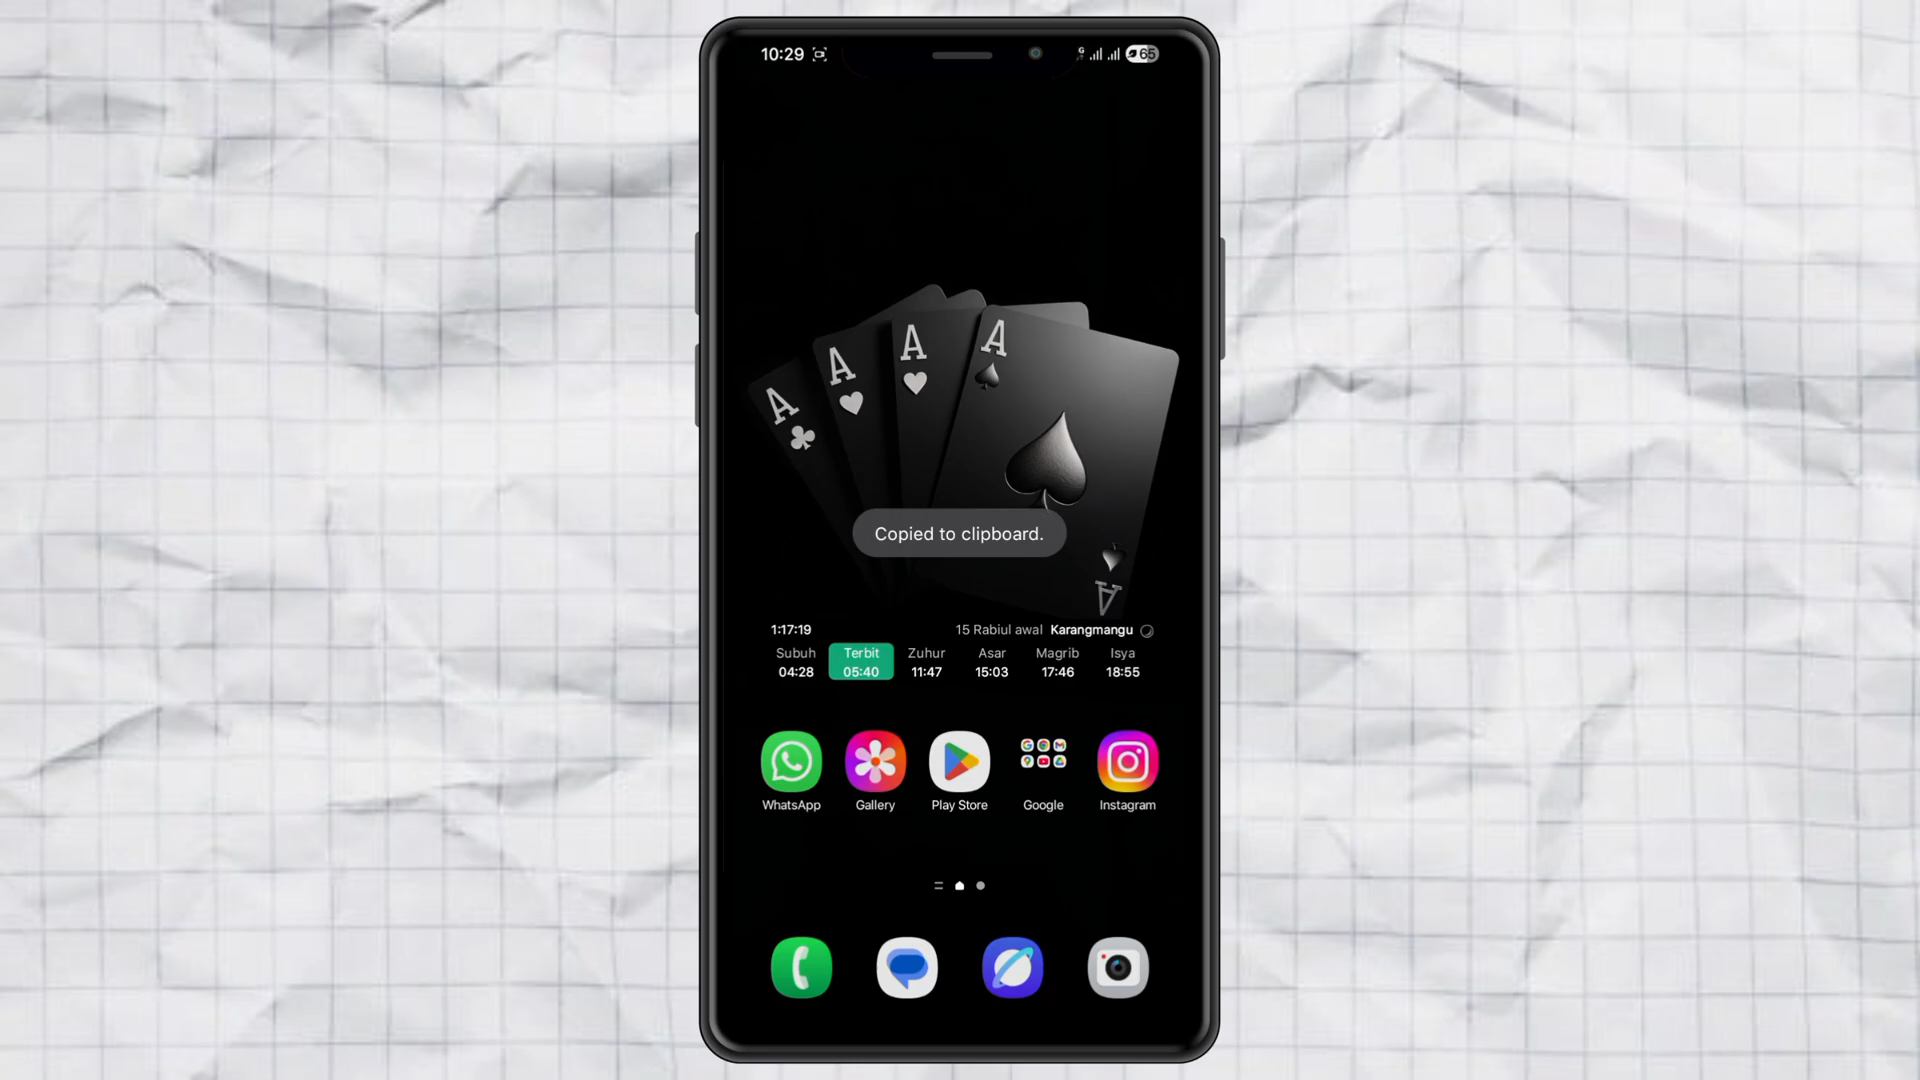 10:29
G
65
A
A
A
A
Copied to clipboard.
A
1:17:19 15 Rabiul awal Karangmangu
Subuh Terbit Zuhur Asar Magrib Isya
04:28 05:40 11:47 15:03 17:46 18:55
WhatsApp Gallery Play Store Google Instagram